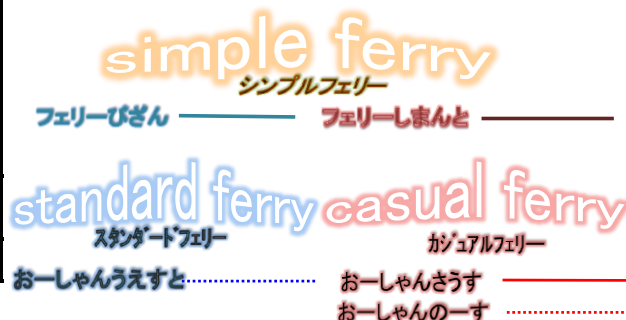 simple ferry
シンプルフェリー
フェリーびざん フェリーしまんと
standard ferry casual ferry
スタンダードフェリー カジュアルフェリー
おーしゃんうえすと おーしゃんさうす
おーしゃんのーす